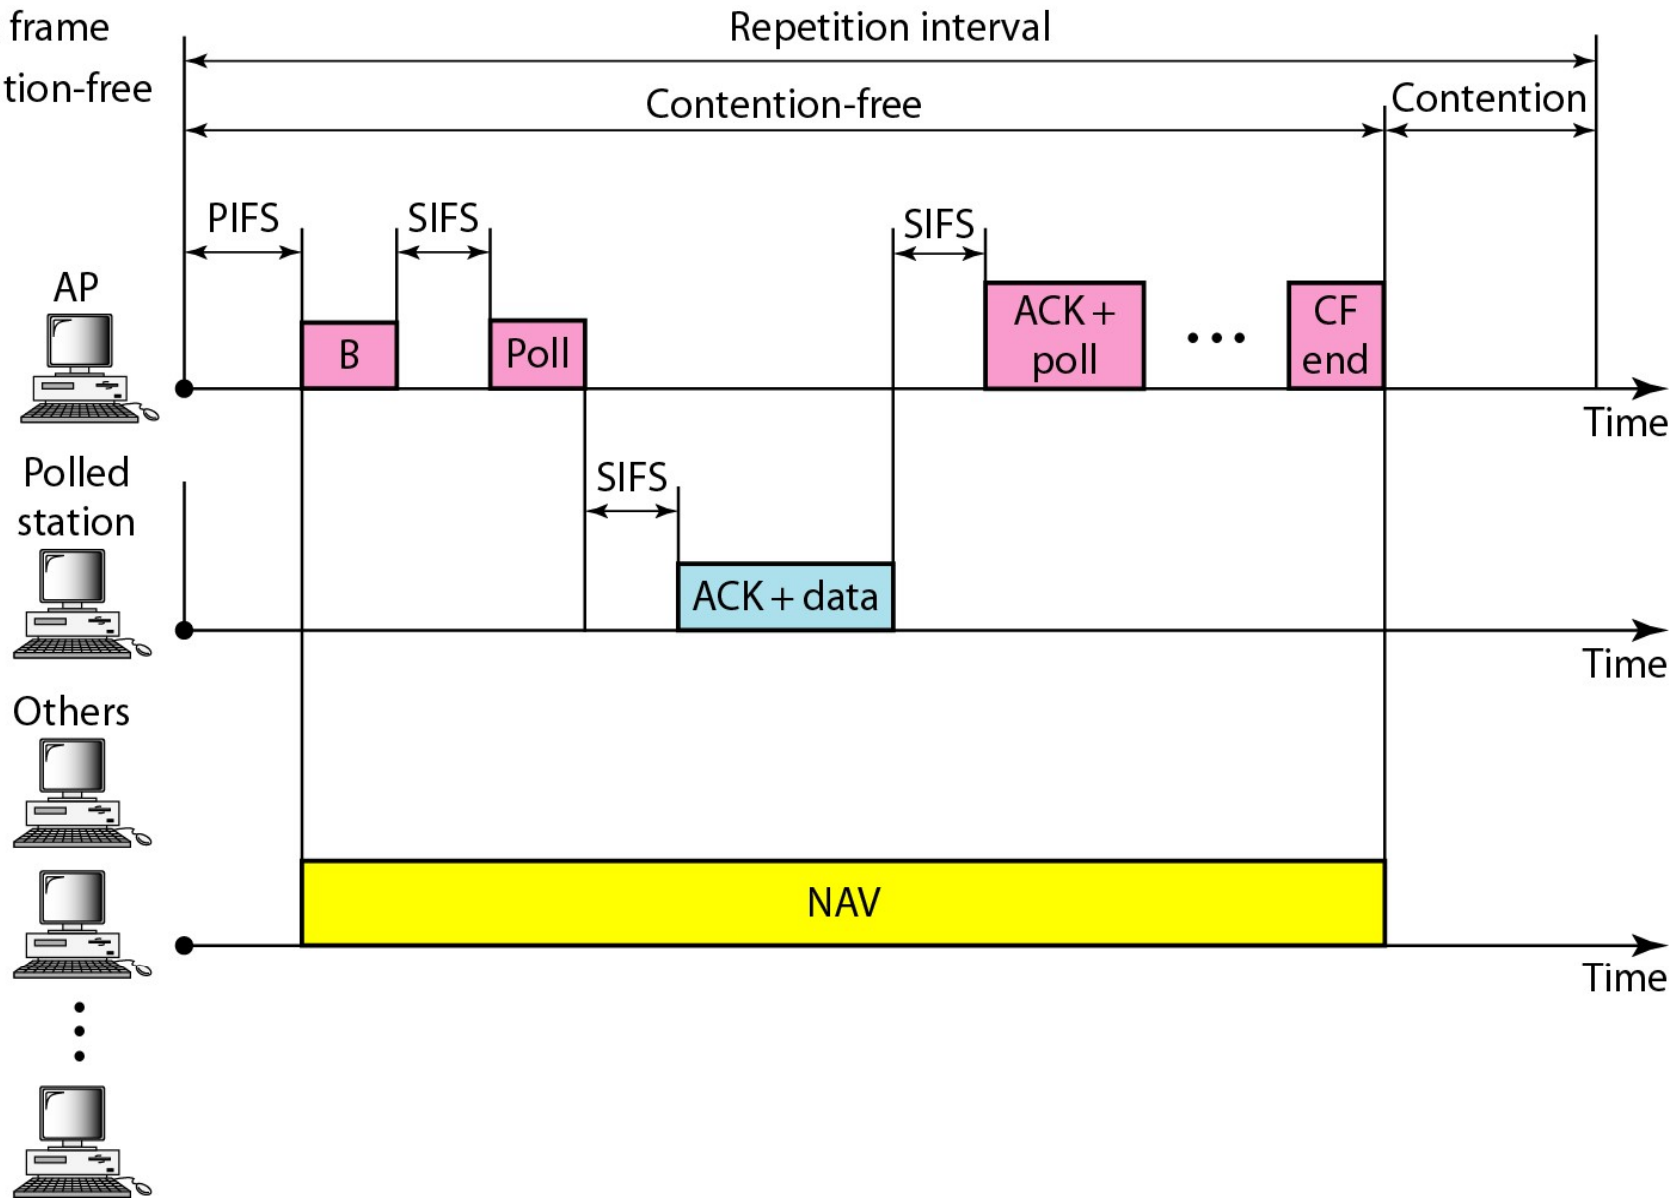 frame
tion-free
Repetition interval
Contention-free
Contention
PIFS
SIFS
SIFS
AP
B
Poll
ACK +
poll
CF
end
Time
Polled
station
SIFS
ACK + data
Time
Others
NAV
Time